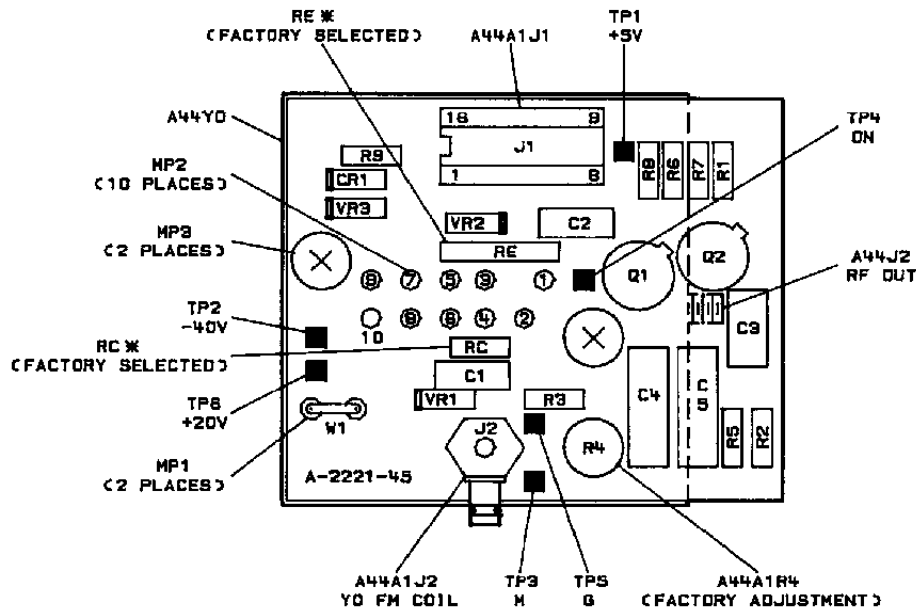 RE*
(FACTORY SELECTED)
A44A1J1
TP1
+5V
A44YO
MP2
(10 PLACES)
MP3
(2 PLACES)
TP2
-40V
RC*
(FACTORY SELECTED)
TP6
+20V
MP1
(2 PLACES)
TP4
ON
A44J2
RF OUT
18 9
J1
1 8
R9
CR1
VR3
VR2
C2
RE
R8 R6 R7 R1
Q1
Q2
7 5 3 1
10 8 6 4 2
RC
C1
VR1
R3
C3
C4
C5
R5 R2
W1
J2
R4
A-2221-45
A44A1J2
YO FM COIL
TP3
M
TP5
G
A44A1R4
(FACTORY ADJUSTMENT)